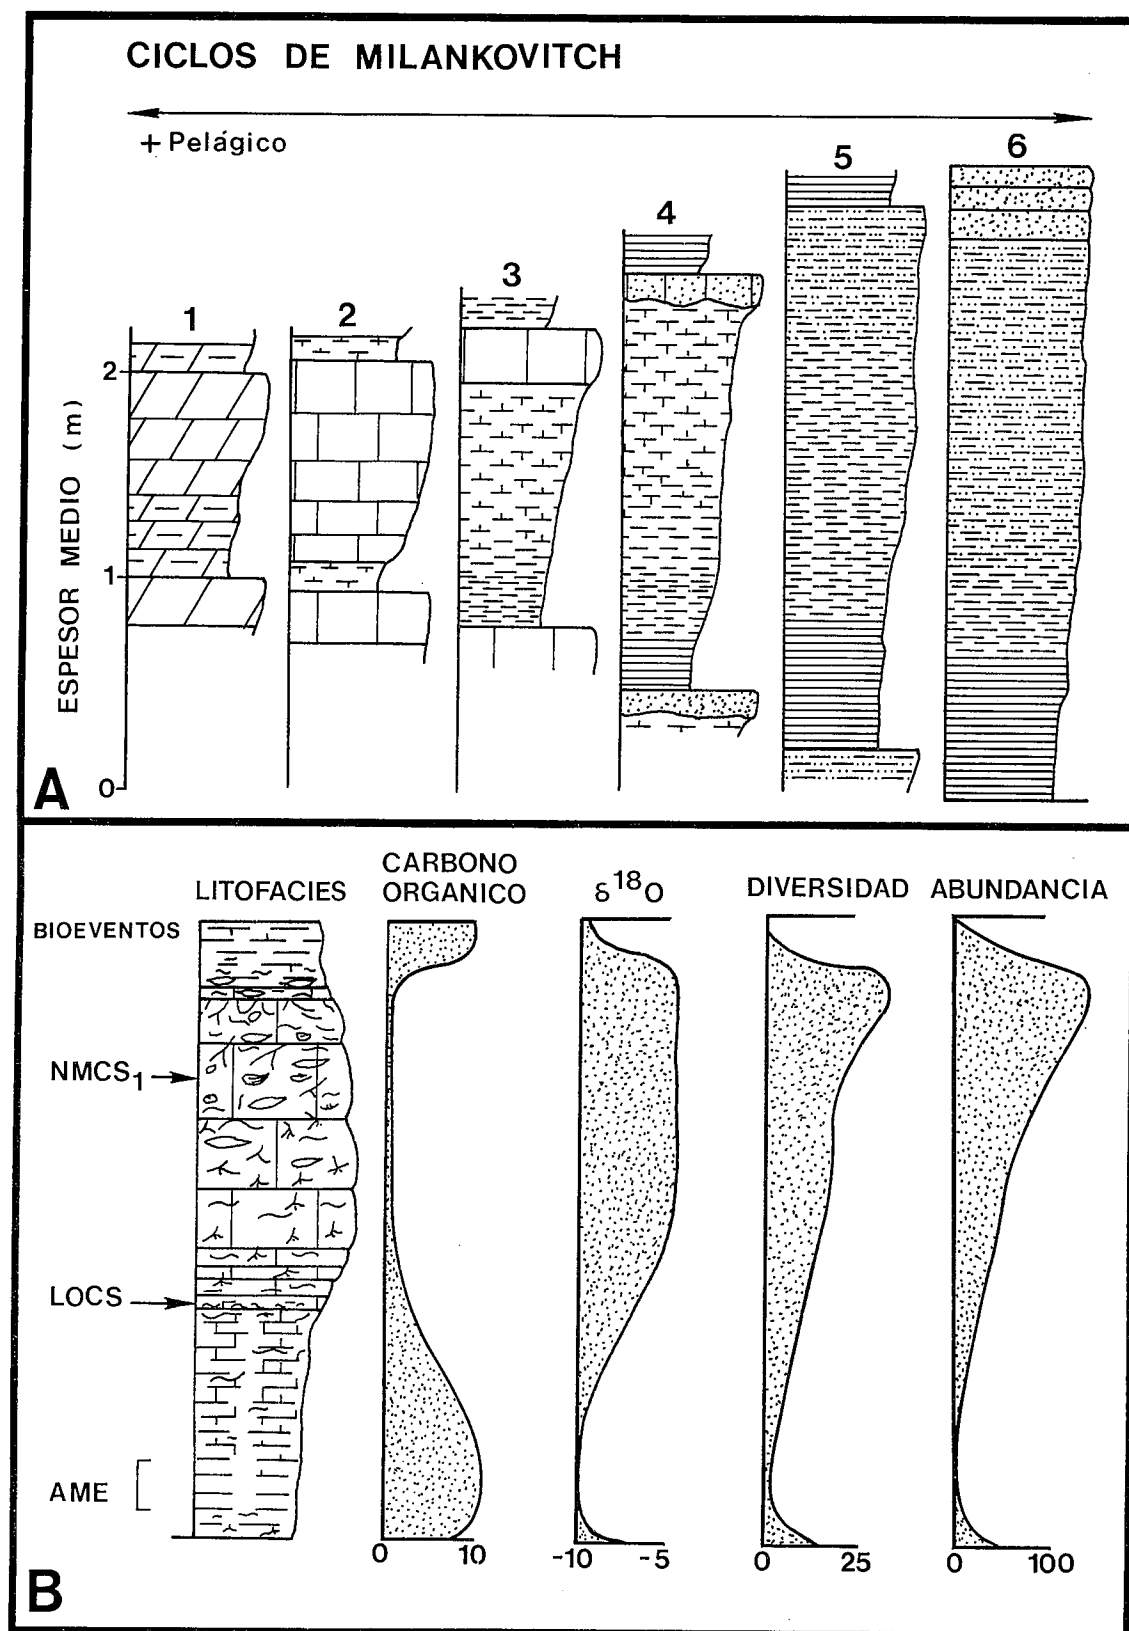 CICLOS DE MILANKOVITCH
+ Pelágico
1
2
3
4
5
6
ESPESOR MEDIO (m)
2
1
0
A
LITOFACIES
CARBONO
ORGANICO
δ18O
DIVERSIDAD
ABUNDANCIA
BIOEVENTOS
NMCS1
LOCS
AME
0
10
-10
-5
0
25
0
100
B